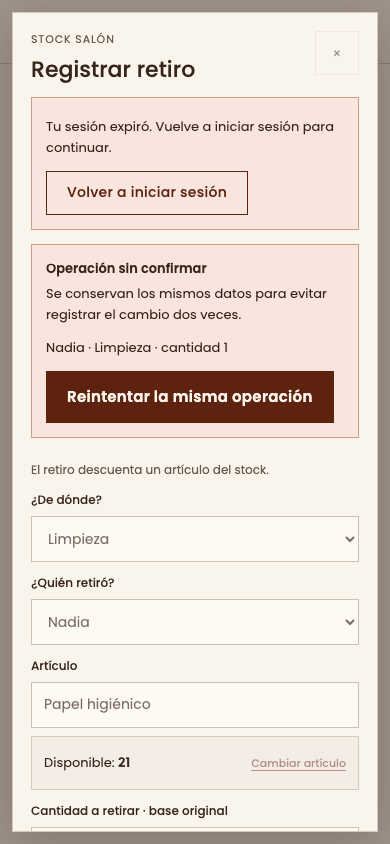 STOCK SALÓN
Registrar retiro
×
Tu sesión expiró. Vuelve a iniciar sesión para
continuar.
Volver a iniciar sesión
Operación sin confirmar
Se conservan los mismos datos para evitar
registrar el cambio dos veces.
Nadia · Limpieza · cantidad 1
Reintentar la misma operación
El retiro descuenta un artículo del stock.
¿De dónde?
Limpieza
¿Quién retiró?
Nadia
Artículo
Papel higiénico
Disponible: 21
Cambiar artículo
Cantidad a retirar · base original